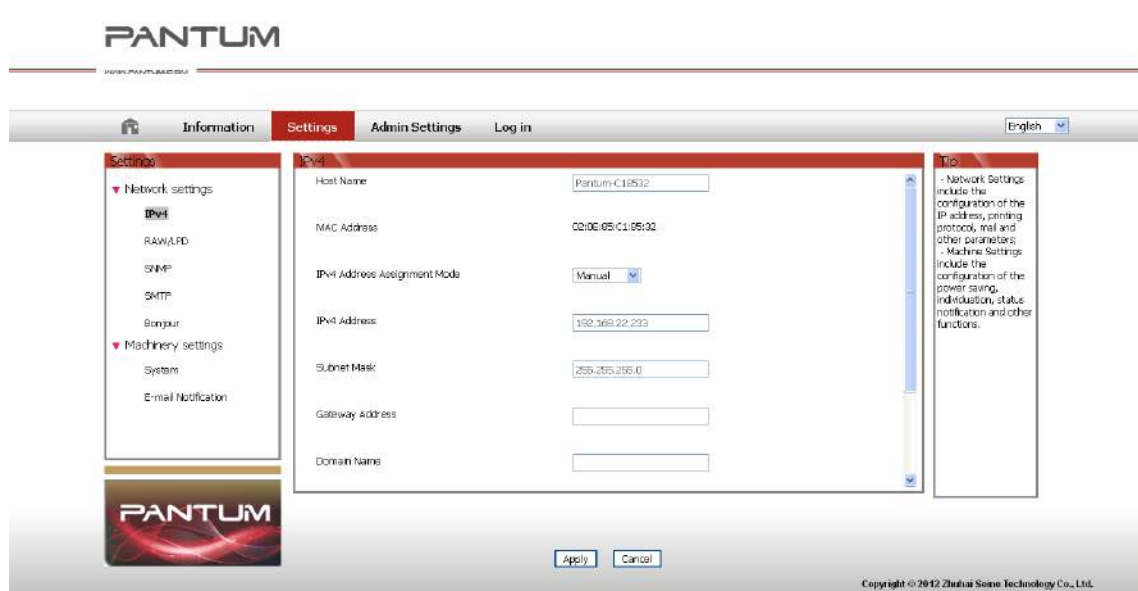 PANTUM
WWW.PANTUM.COM
Information Settings Admin Settings Log in English
Settings
Network settings
IPv4
RAW/LPD
SNMP
SMTP
Bonjour
Machinery settings
System
E-mail Notification
PANTUM
IPv4
Host Name Pantum-C18532
MAC Address 02:0E:85:C1:85:32
IPv4 Address Assignment Mode Manual
IPv4 Address 192.168.22.233
Subnet Mask 255.255.255.0
Gateway Address
Domain Name
Apply Cancel
Tip
- Network Settings
include the
configuration of the
IP address, printing
protocol, mail and
other parameters;
- Machine Settings
include the
configuration of the
power saving,
individuation, status
notification and other
functions.
Copyright © 2012 Zhuhai Seine Technology Co., Ltd.